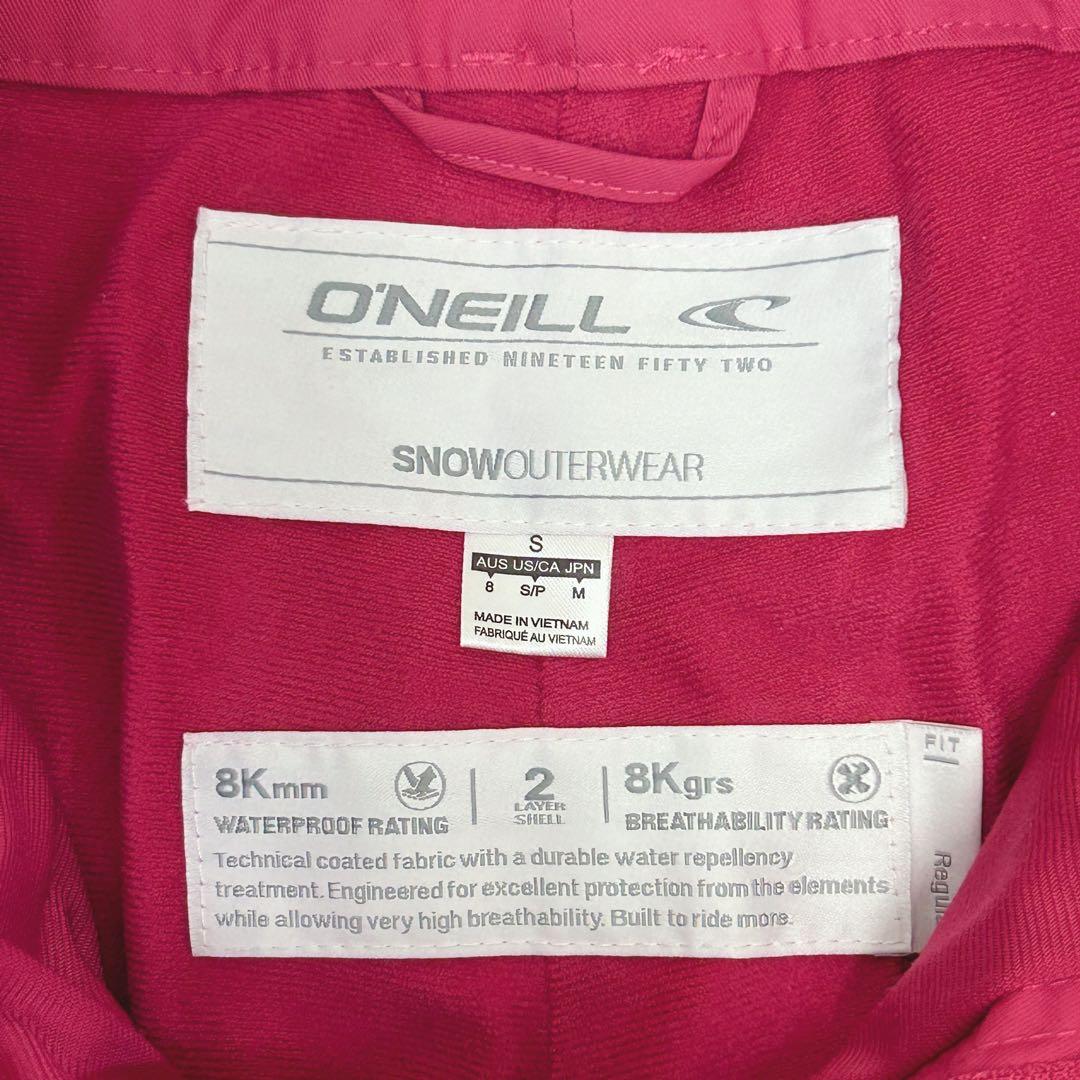 O'NEILL
ESTABLISHED NINETEEN FIFTY TWO
SNOWOUTERWEAR
S
AUS US/CA JPN
8 S/P M
MADE IN VIETNAM
FABRIQUÉ AU VIETNAM
8Kmm
WATERPROOF RATING
2
LAYER
SHELL
8Kgrs
BREATHABILITY RATING
Technical coated fabric with a durable water repellency
treatment. Engineered for excellent protection from the elements
while allowing very high breathability. Built to ride more.
FIT